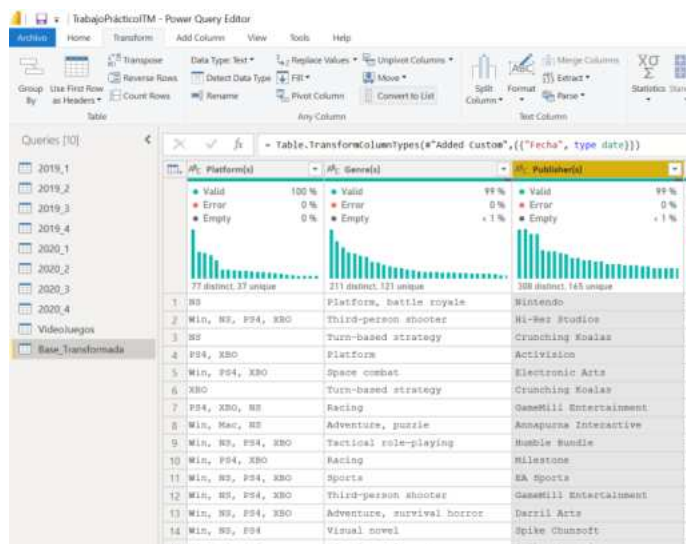 TrabajoPrácticoITM - Power Query Editor
Archivo Home Transform Add Column View Tools Help
Transpose Data Type: Text Replace Values Unpivot Columns Merge Columns
Reverse Rows Detect Data Type Fill Move Extract
Group By Use First Row as Headers Count Rows Rename Pivot Column Convert to List Split Column Format Parse Statistics
Table Any Column Text Column
Queries [10]
= Table.TransformColumnTypes(#"Added Custom",{{"Fecha", type date}})
2019_1
2019_2
2019_3
2019_4
2020_1
2020_2
2020_3
2020_4
VideoJuegos
Base_Transformada
Platform(s) Genre(s) Publisher(s)
Valid 100 % Valid 99 % Valid 99 %
Error 0 % Error 0 % Error 0 %
Empty 0 % Empty < 1 % Empty < 1 %
77 distinct, 37 unique 211 distinct, 121 unique 308 distinct, 165 unique
1 NS Platform, battle royale Nintendo
2 Win, NS, PS4, XBO Third-person shooter Hi-Rez Studios
3 NS Turn-based strategy Crunching Koalas
4 PS4, XBO Platform Activision
5 Win, PS4, XBO Space combat Electronic Arts
6 XBO Turn-based strategy Crunching Koalas
7 PS4, XBO, NS Racing GameMill Entertainment
8 Win, Mac, NS Adventure, puzzle Annapurna Interactive
9 Win, NS, PS4, XBO Tactical role-playing Humble Bundle
10 Win, PS4, XBO Racing Milestone
11 Win, NS, PS4, XBO Sports EA Sports
12 Win, NS, PS4, XBO Third-person shooter GameMill Entertainment
13 Win, NS, PS4, XBO Adventure, survival horror Darril Arts
14 Win, NS, PS4 Visual novel Spike Chunsoft